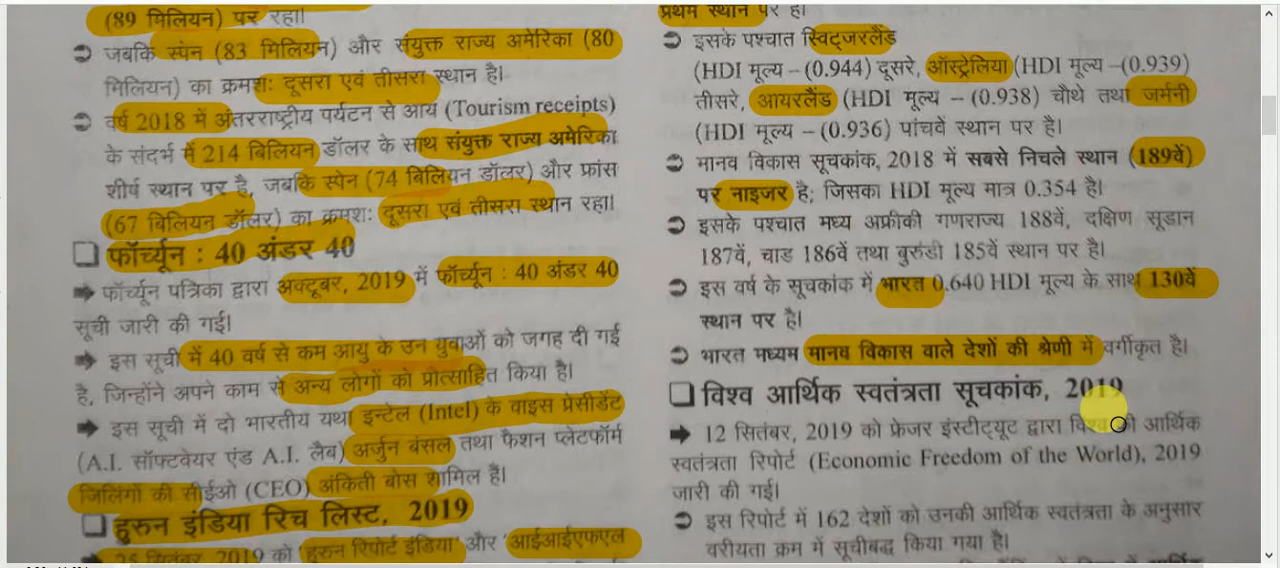 (89 मिलियन) पर रहा।
➲ जबकि स्पेन (83 मिलियन) और संयुक्त राज्य अमेरिका (80
मिलियन) का क्रमशः दूसरा एवं तीसरा स्थान है।
➲ वर्ष 2018 में अंतरराष्ट्रीय पर्यटन से आय (Tourism receipts)
के संदर्भ में 214 बिलियन डॉलर के साथ संयुक्त राज्य अमेरिका
शीर्ष स्थान पर है, जबकि स्पेन (74 बिलियन डॉलर) और फ्रांस
(67 बिलियन डॉलर) का क्रमशः दूसरा एवं तीसरा स्थान रहा।
❑ फॉर्च्यून : 40 अंडर 40
➡ फॉर्च्यून पत्रिका द्वारा अक्टूबर, 2019 में फॉर्च्यून : 40 अंडर 40
सूची जारी की गई।
➡ इस सूची में 40 वर्ष से कम आयु के उन युवाओं को जगह दी गई
है, जिन्होंने अपने काम से अन्य लोगों को प्रोत्साहित किया है।
➡ इस सूची में दो भारतीय यथा इन्टेल (Intel) के वाइस प्रेसीडेंट
(A.I. सॉफ्टवेयर एंड A.I. लैब) अर्जुन बंसल तथा फैशन प्लेटफॉर्म
जिलिंगों की सीईओ (CEO) अंकिती बोस शामिल हैं।
❑ हुरुन इंडिया रिच लिस्ट, 2019
➡ 25 सितंबर, 2019 को 'हुरुन रिपोर्ट इंडिया' और 'आईआईएफएल
प्रथम स्थान पर है।
➲ इसके पश्चात स्विट्जरलैंड
(HDI मूल्य – (0.944) दूसरे, ऑस्ट्रेलिया (HDI मूल्य –(0.939)
तीसरे, आयरलैंड (HDI मूल्य – (0.938) चौथे तथा जर्मनी
(HDI मूल्य – (0.936) पांचवें स्थान पर है।
➲ मानव विकास सूचकांक, 2018 में सबसे निचले स्थान (189वें)
पर नाइजर है; जिसका HDI मूल्य मात्र 0.354 है।
➲ इसके पश्चात मध्य अफ्रीकी गणराज्य 188वें, दक्षिण सूडान
187वें, चाड 186वें तथा बुरुंडी 185वें स्थान पर है।
➲ इस वर्ष के सूचकांक में भारत 0.640 HDI मूल्य के साथ 130वें
स्थान पर है।
➲ भारत मध्यम मानव विकास वाले देशों की श्रेणी में वर्गीकृत है।
❑ विश्व आर्थिक स्वतंत्रता सूचकांक, 2019
➡ 12 सितंबर, 2019 को फ्रेजर इंस्टीट्यूट द्वारा विश्व की आर्थिक
स्वतंत्रता रिपोर्ट (Economic Freedom of the World), 2019
जारी की गई।
➲ इस रिपोर्ट में 162 देशों को उनकी आर्थिक स्वतंत्रता के अनुसार
वरीयता क्रम में सूचीबद्ध किया गया है।